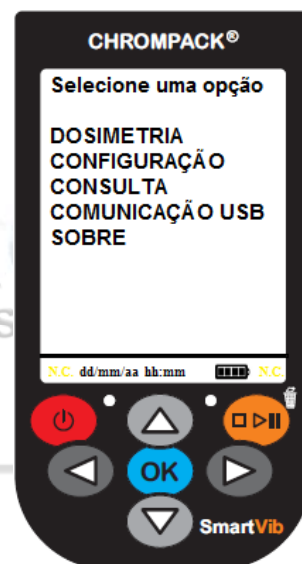 CHROMPACK®
Selecione uma opção
DOSIMETRIA
CONFIGURAÇÃO
CONSULTA
COMUNICAÇÃO USB
SOBRE
N.C. dd/mm/aa hh:mm N.C.
OK
SmartVib